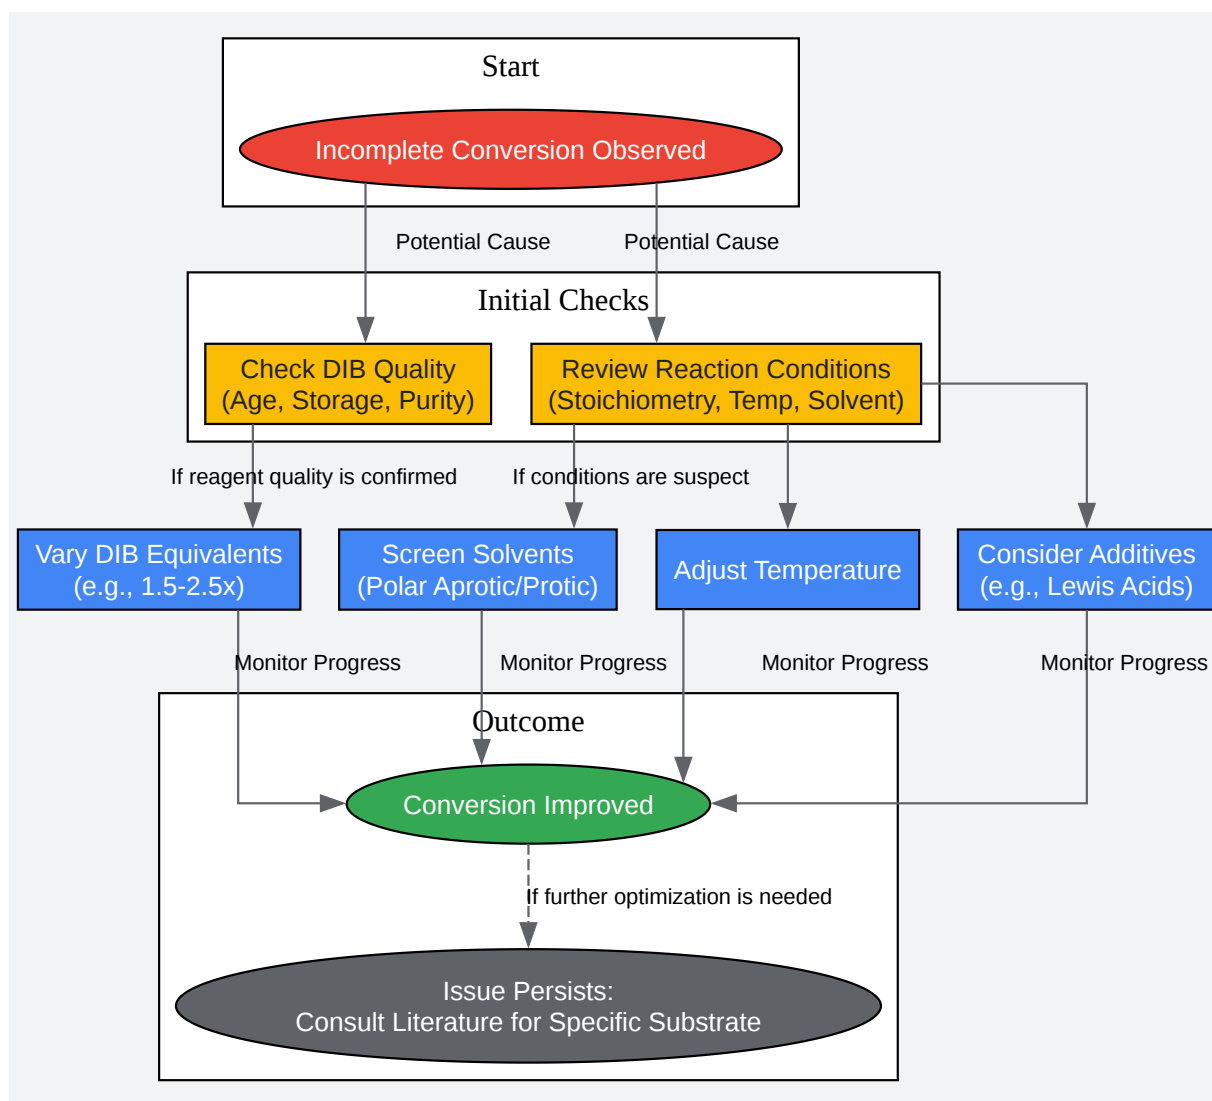 Start
Incomplete Conversion Observed
Potential Cause
Potential Cause
Initial Checks
Check DIB Quality
(Age, Storage, Purity)
Review Reaction Conditions
(Stoichiometry, Temp, Solvent)
If reagent quality is confirmed
If conditions are suspect
Vary DIB Equivalents
(e.g., 1.5-2.5x)
Screen Solvents
(Polar Aprotic/Protic)
Adjust Temperature
Consider Additives
(e.g., Lewis Acids)
Monitor Progress
Monitor Progress
Monitor Progress
Monitor Progress
Outcome
Conversion Improved
If further optimization is needed
Issue Persists:
Consult Literature for Specific Substrate